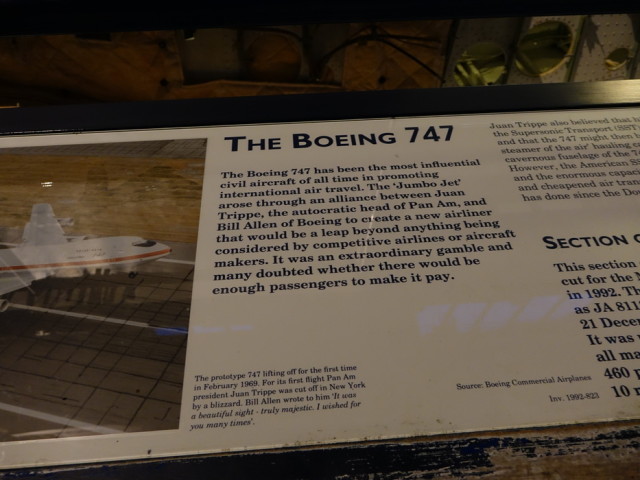 THE BOEING 747
The Boeing 747 has been the most influential
civil aircraft of all time in promoting
international air travel. The 'Jumbo Jet'
arose through an alliance between Juan
Trippe, the autocratic head of Pan Am, and
Bill Allen of Boeing to create a new airliner
that would be a leap beyond anything being
considered by competitive airlines or aircraft
makers. It was an extraordinary gamble and
many doubted whether there would be
enough passengers to make it pay.
The prototype 747 lifting off for the first time
in February 1969. For its first flight Pan Am
president Juan Trippe was cut off in New York
by a blizzard. Bill Allen wrote to him 'It was
a beautiful sight - truly majestic. I wished for
you many times'.
Juan Trippe also believed that
the Supersonic Transport
and that the 747 might then
steamer of the air' hauling
cavernous fuselage of the
However, the American
and the enormous
and cheapened air
has done since the
SECTION
This section
cut for the
in 1992.
as JA
21
It was
all
460
10
Source: Boeing Commercial Airplanes
Inv. 1992-823